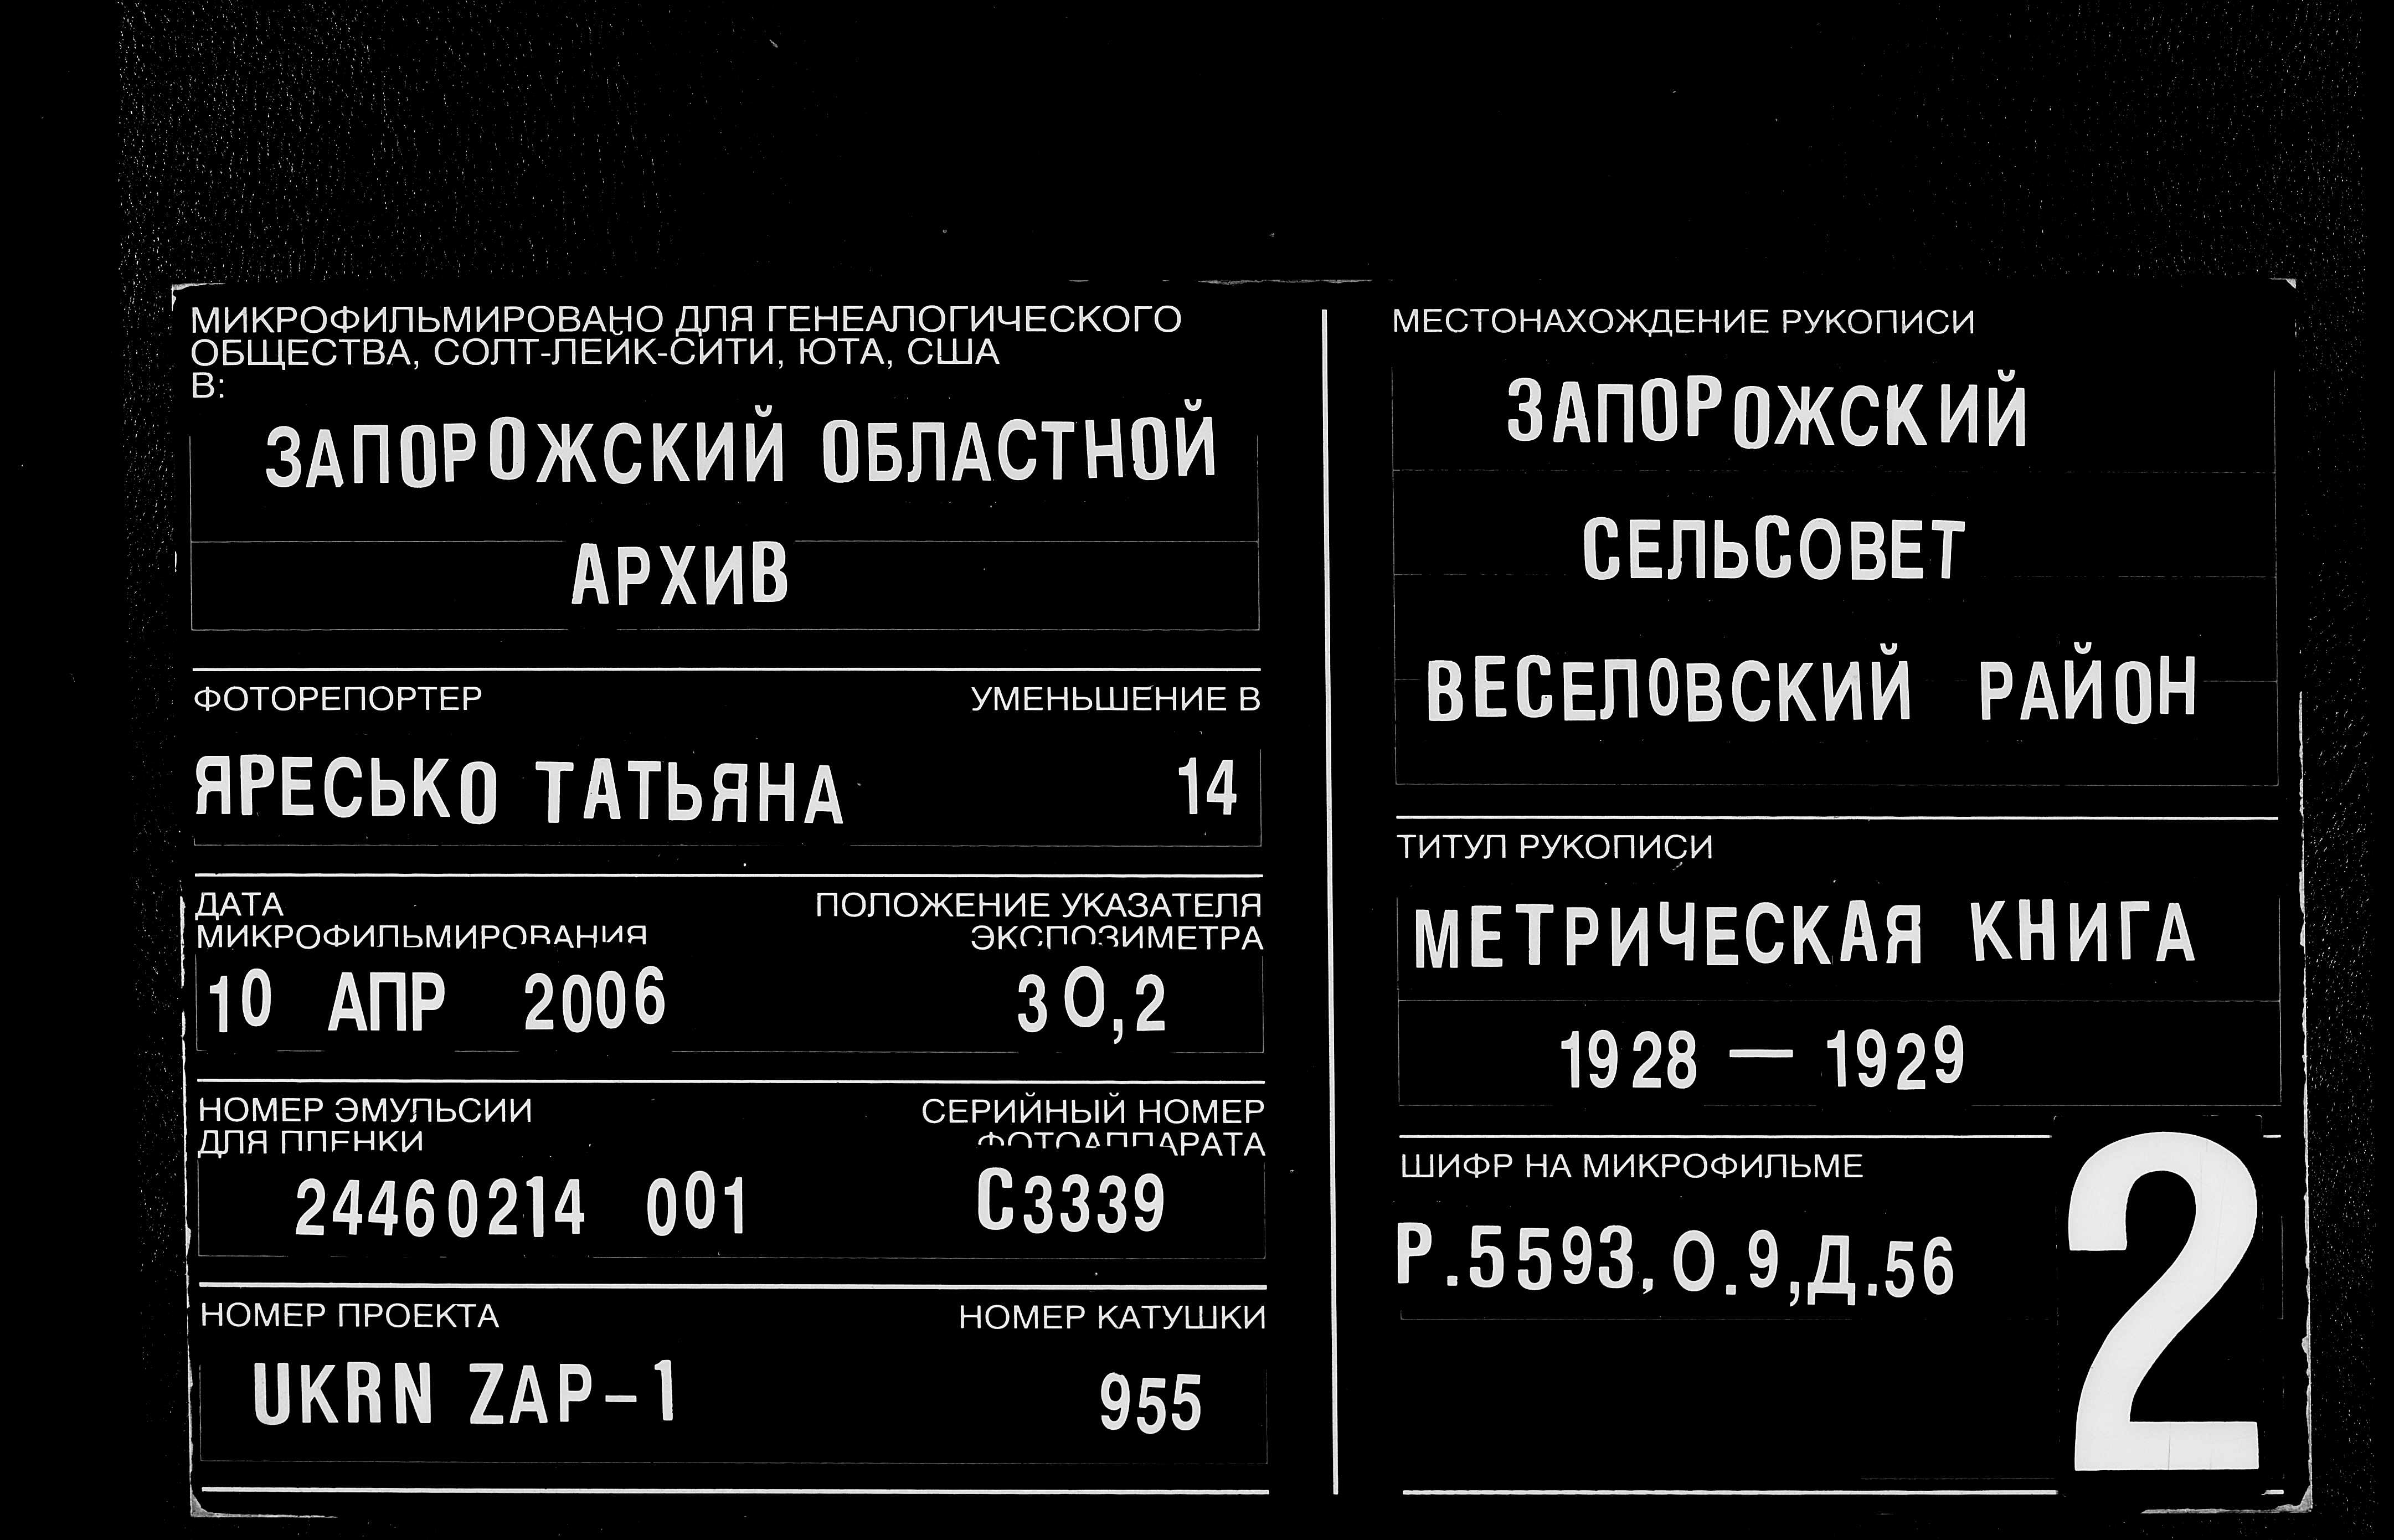 МИКРОФИЛЬМИРОВАНО ДЛЯ ГЕНЕАЛОГИЧЕСКОГО
ОБЩЕСТВА, СОЛТ-ЛЕЙК-СИТИ, ЮТА, США
В:
ЗАПОРОЖСКИЙ ОБЛАСТНОЙ
АРХИВ
ФОТОРЕПОРТЕР УМЕНЬШЕНИЕ В
ЯРЕСЬКО ТАТЬЯНА 14
ДАТА ПОЛОЖЕНИЕ УКАЗАТЕЛЯ
МИКРОФИЛЬМИРОВАНИЯ ЭКСПОЗИМЕТРА
10 АПР 2006 30,2
НОМЕР ЭМУЛЬСИИ СЕРИЙНЫЙ НОМЕР
ДЛЯ ПЛЕНКИ ФОТОАППАРАТА
24460214 001 С3339
НОМЕР ПРОЕКТА НОМЕР КАТУШКИ
UKRN ZAP-1 955
МЕСТОНАХОЖДЕНИЕ РУКОПИСИ
ЗАПОРОЖСКИЙ
СЕЛЬСОВЕТ
ВЕСЕЛОВСКИЙ РАЙОН
ТИТУЛ РУКОПИСИ
МЕТРИЧЕСКАЯ КНИГА
1928 — 1929
ШИФР НА МИКРОФИЛЬМЕ
Р.5593,О.9,Д.56
2